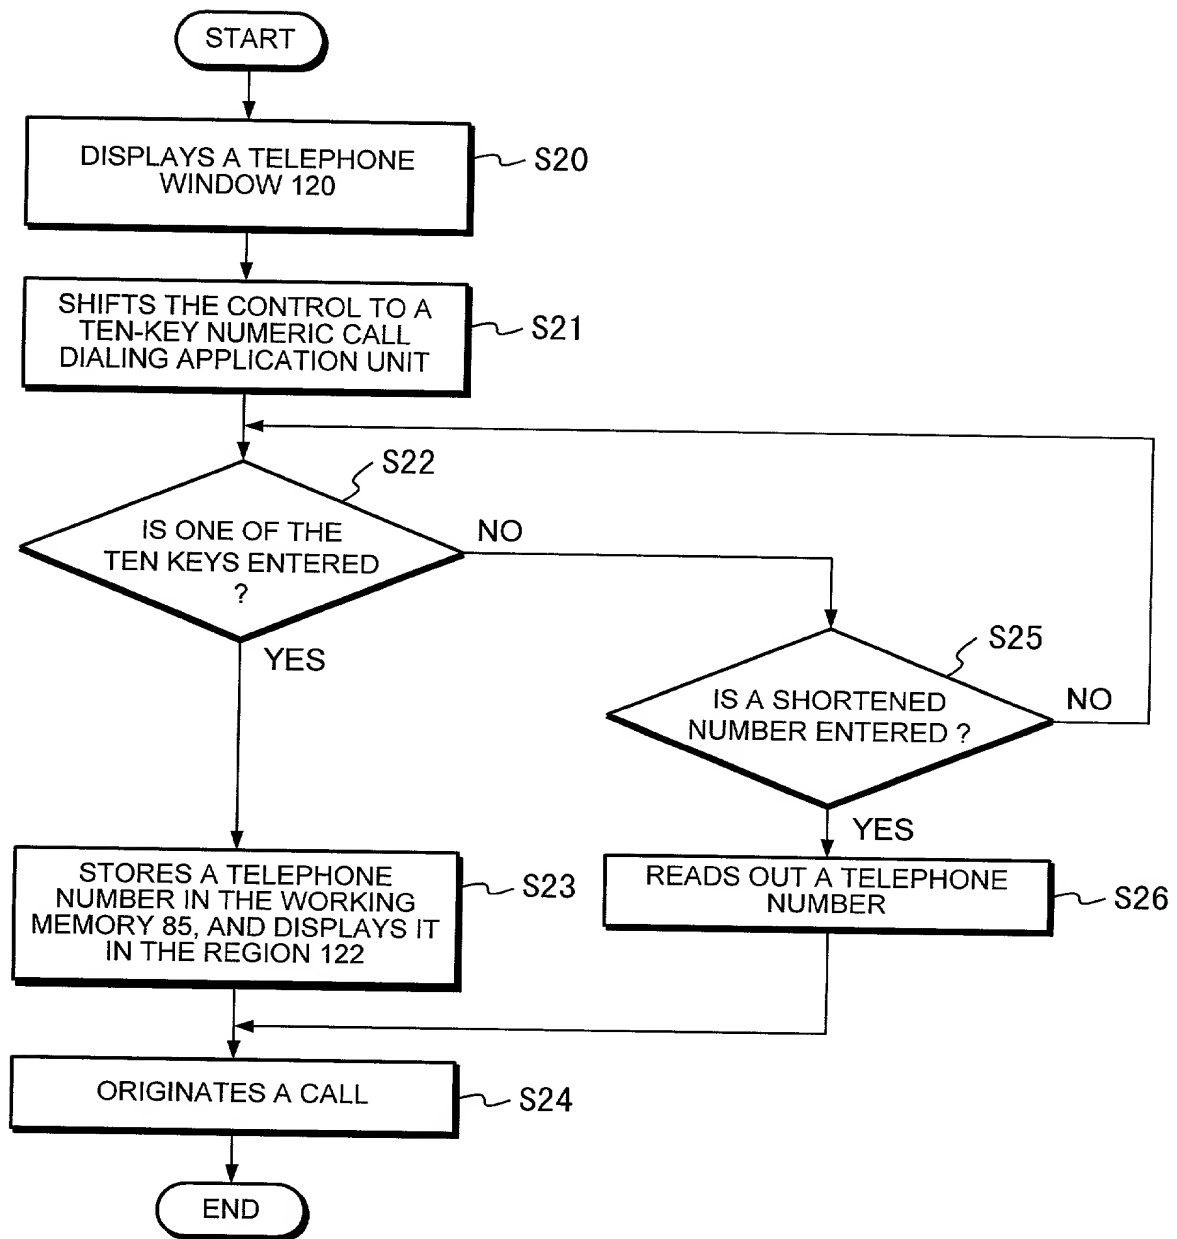 START
DISPLAYS A TELEPHONE
WINDOW 120
S20
SHIFTS THE CONTROL TO A
TEN-KEY NUMERIC CALL
DIALING APPLICATION UNIT
S21
S22
IS ONE OF THE
TEN KEYS ENTERED
?
NO
YES
S25
IS A SHORTENED
NUMBER ENTERED ?
NO
YES
STORES A TELEPHONE
NUMBER IN THE WORKING
MEMORY 85, AND DISPLAYS IT
IN THE REGION 122
S23
READS OUT A TELEPHONE
NUMBER
S26
ORIGINATES A CALL
S24
END